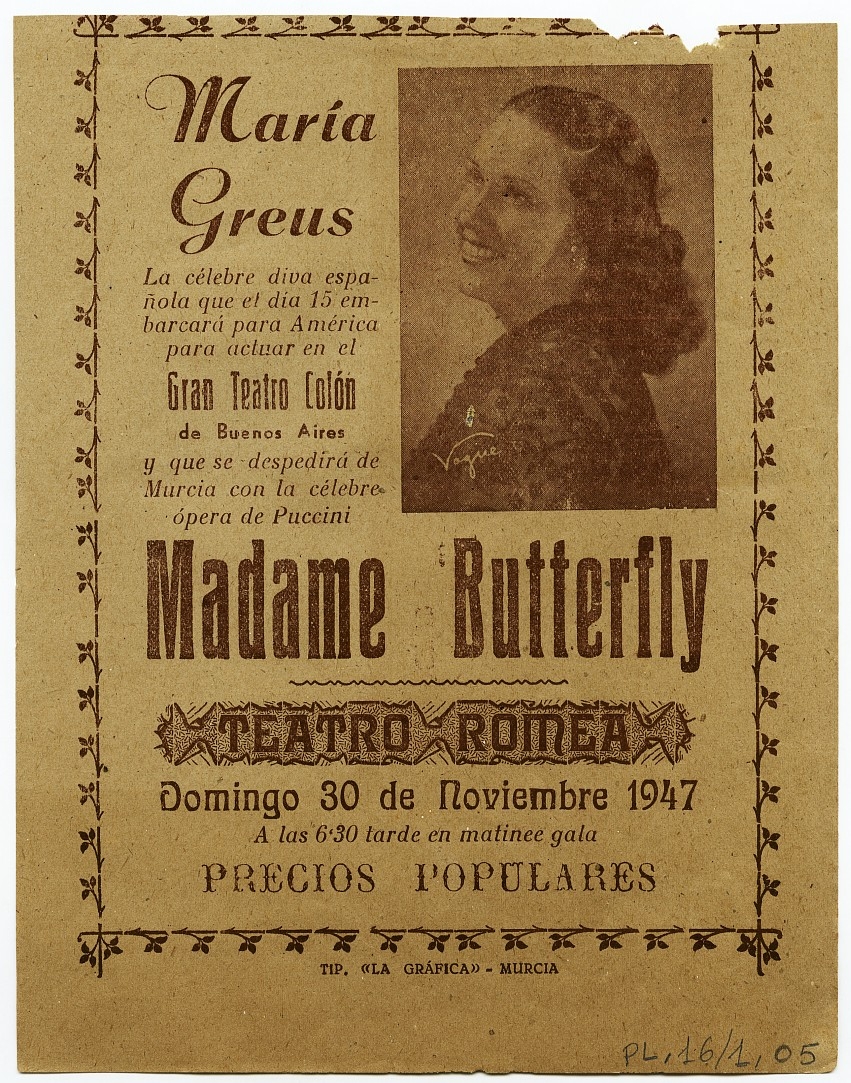 María
Greus
La célebre diva espa-
ñola que el dia 15 em-
barcará para América
para actuar en el
Gran Teatro Colón
de Buenos Aires
y que se despedirá de
Murcia con la célebre
ópera de Puccini
Vogue
Madame Butterfly
TEATRO ROMEA
Domingo 30 de Noviembre 1947
A las 6'30 tarde en matinee gala
PRECIOS POPULARES
TIP. «LA GRÁFICA» - MURCIA
PL,16/1,05